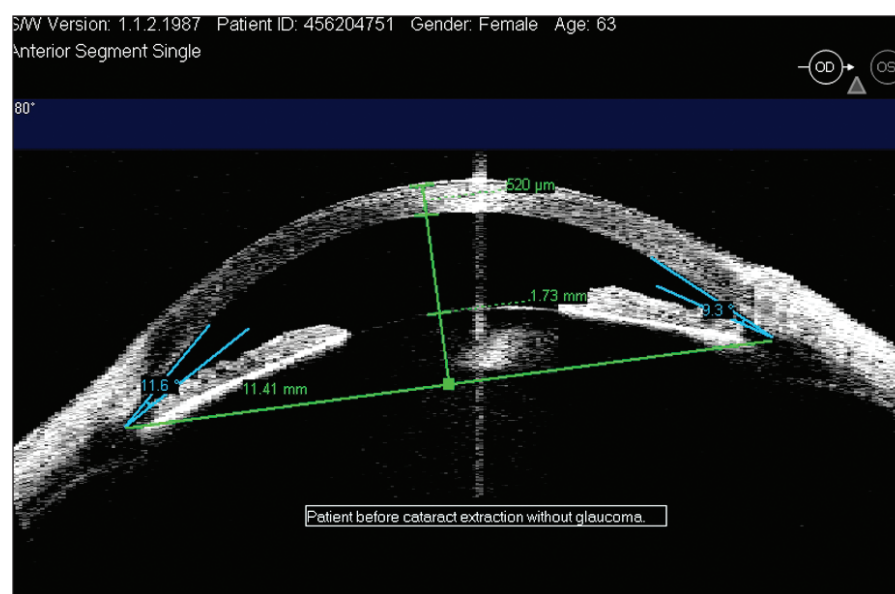 S/W Version: 1.1.2.1987 Patient ID: 456204751 Gender: Female Age: 63
Anterior Segment Single
OD OS
80°
520 µm
1.73 mm
9.3 °
11.6 °
11.41 mm
Patient before cataract extraction without glaucoma.